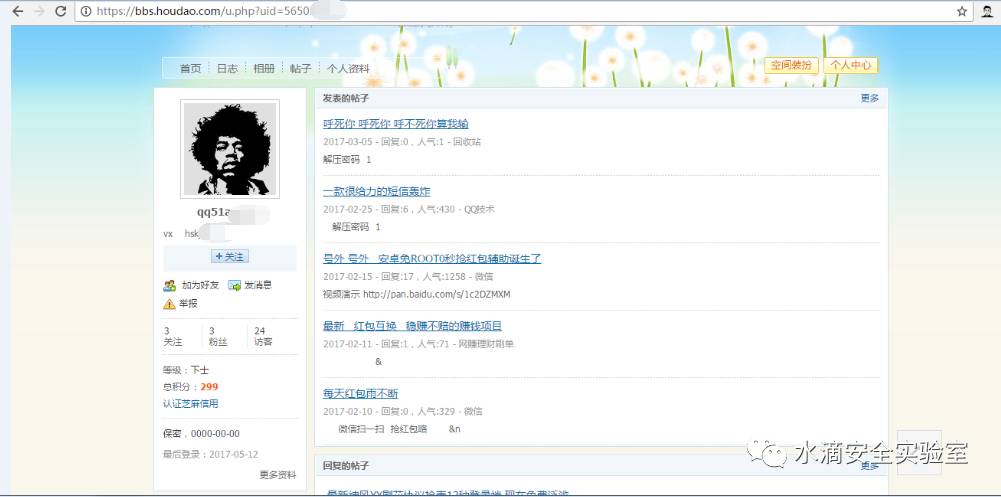 https://bbs.houdao.com/u.php?uid=5650
首页 日志 相册 帖子 个人资料
空间装扮 个人中心
qq51a
vx hsk
+ 关注
加为好友 发消息
举报
3 3 24
关注 粉丝 访客
等级：下士
总积分：299
认证芝麻信用
保密，0000-00-00
最后登录：2017-05-12
更多资料
发表的帖子 更多
呼死你 呼死你 呼不死你算我输
2017-03-05 - 回复:0，人气:1 - 回收站
解压密码 1
一款很给力的短信轰炸
2017-02-25 - 回复:6，人气:430 - QQ技术
解压密码 1
号外 号外 安卓免ROOT0秒抢红包辅助诞生了
2017-02-15 - 回复:17，人气:1258 - 微信
视频演示 http://pan.baidu.com/s/1c2DZMXM
最新 红包互换 稳赚不赔的赚钱项目
2017-02-11 - 回复:1，人气:71 - 网赚理财刷单
&
每天红包雨不断
2017-02-10 - 回复:0，人气:329 - 微信
微信扫一扫 抢红包咯 &n
回复的帖子 更多
水滴安全实验室